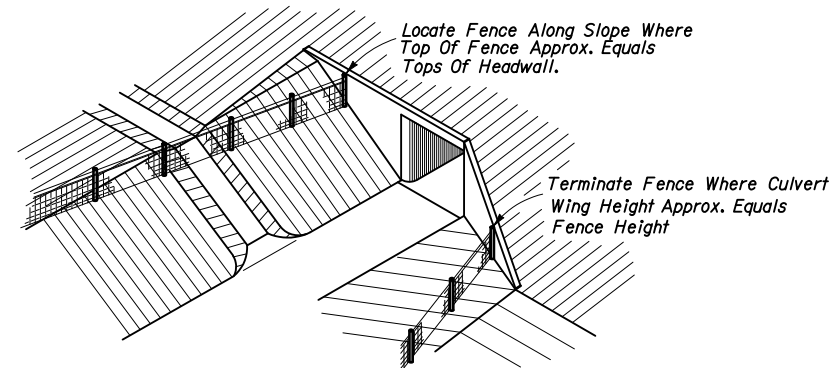 Locate Fence Along Slope Where
Top Of Fence Approx. Equals
Tops Of Headwall.
Terminate Fence Where Culvert
Wing Height Approx. Equals
Fence Height